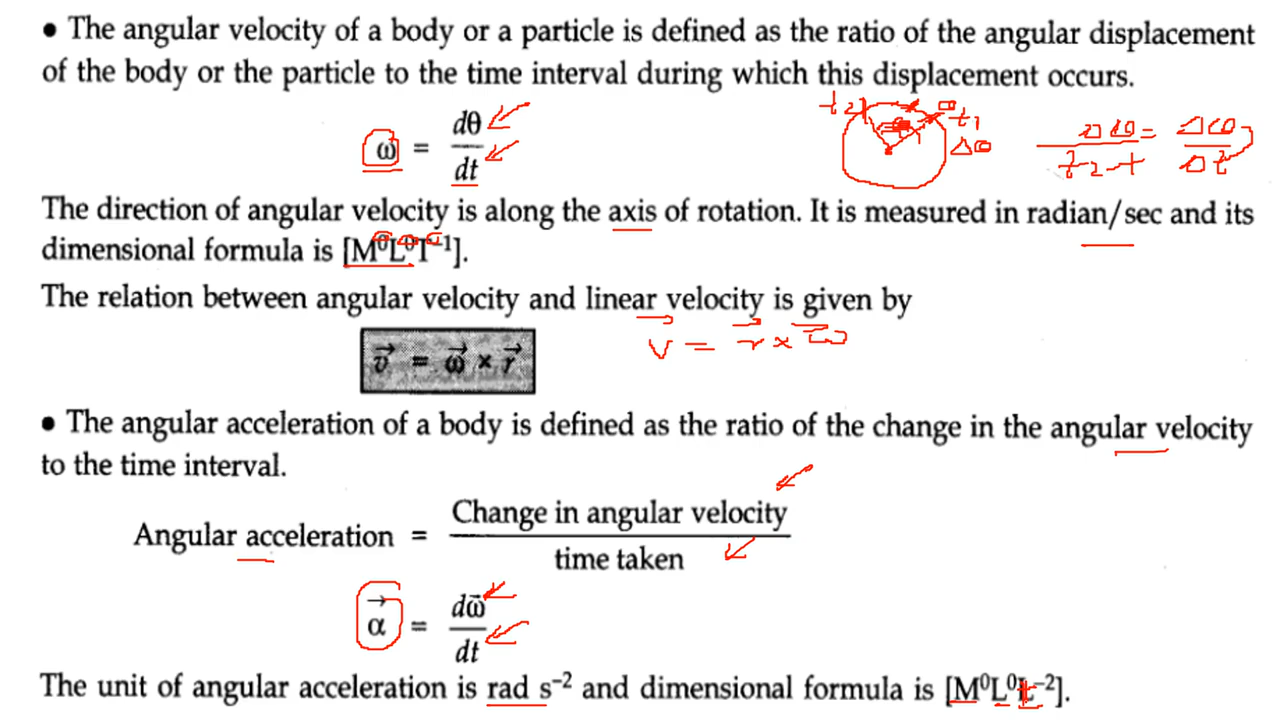 • The angular velocity of a body or a particle is defined as the ratio of the angular displacement
of the body or the particle to the time interval during which this displacement occurs.
ω = dθ/dt
t₂ t₁ Δθ
Δt
The direction of angular velocity is along the axis of rotation. It is measured in radian/sec and its
dimensional formula is [M⁰L⁰T⁻¹].
The relation between angular velocity and linear velocity is given by
v⃗ = ω⃗ × r⃗
v⃗ = r⃗ × ω⃗
• The angular acceleration of a body is defined as the ratio of the change in the angular velocity
to the time interval.
Angular acceleration = Change in angular velocity / time taken
α⃗ = dω⃗/dt
The unit of angular acceleration is rad s⁻² and dimensional formula is [M⁰L⁰t⁻²].